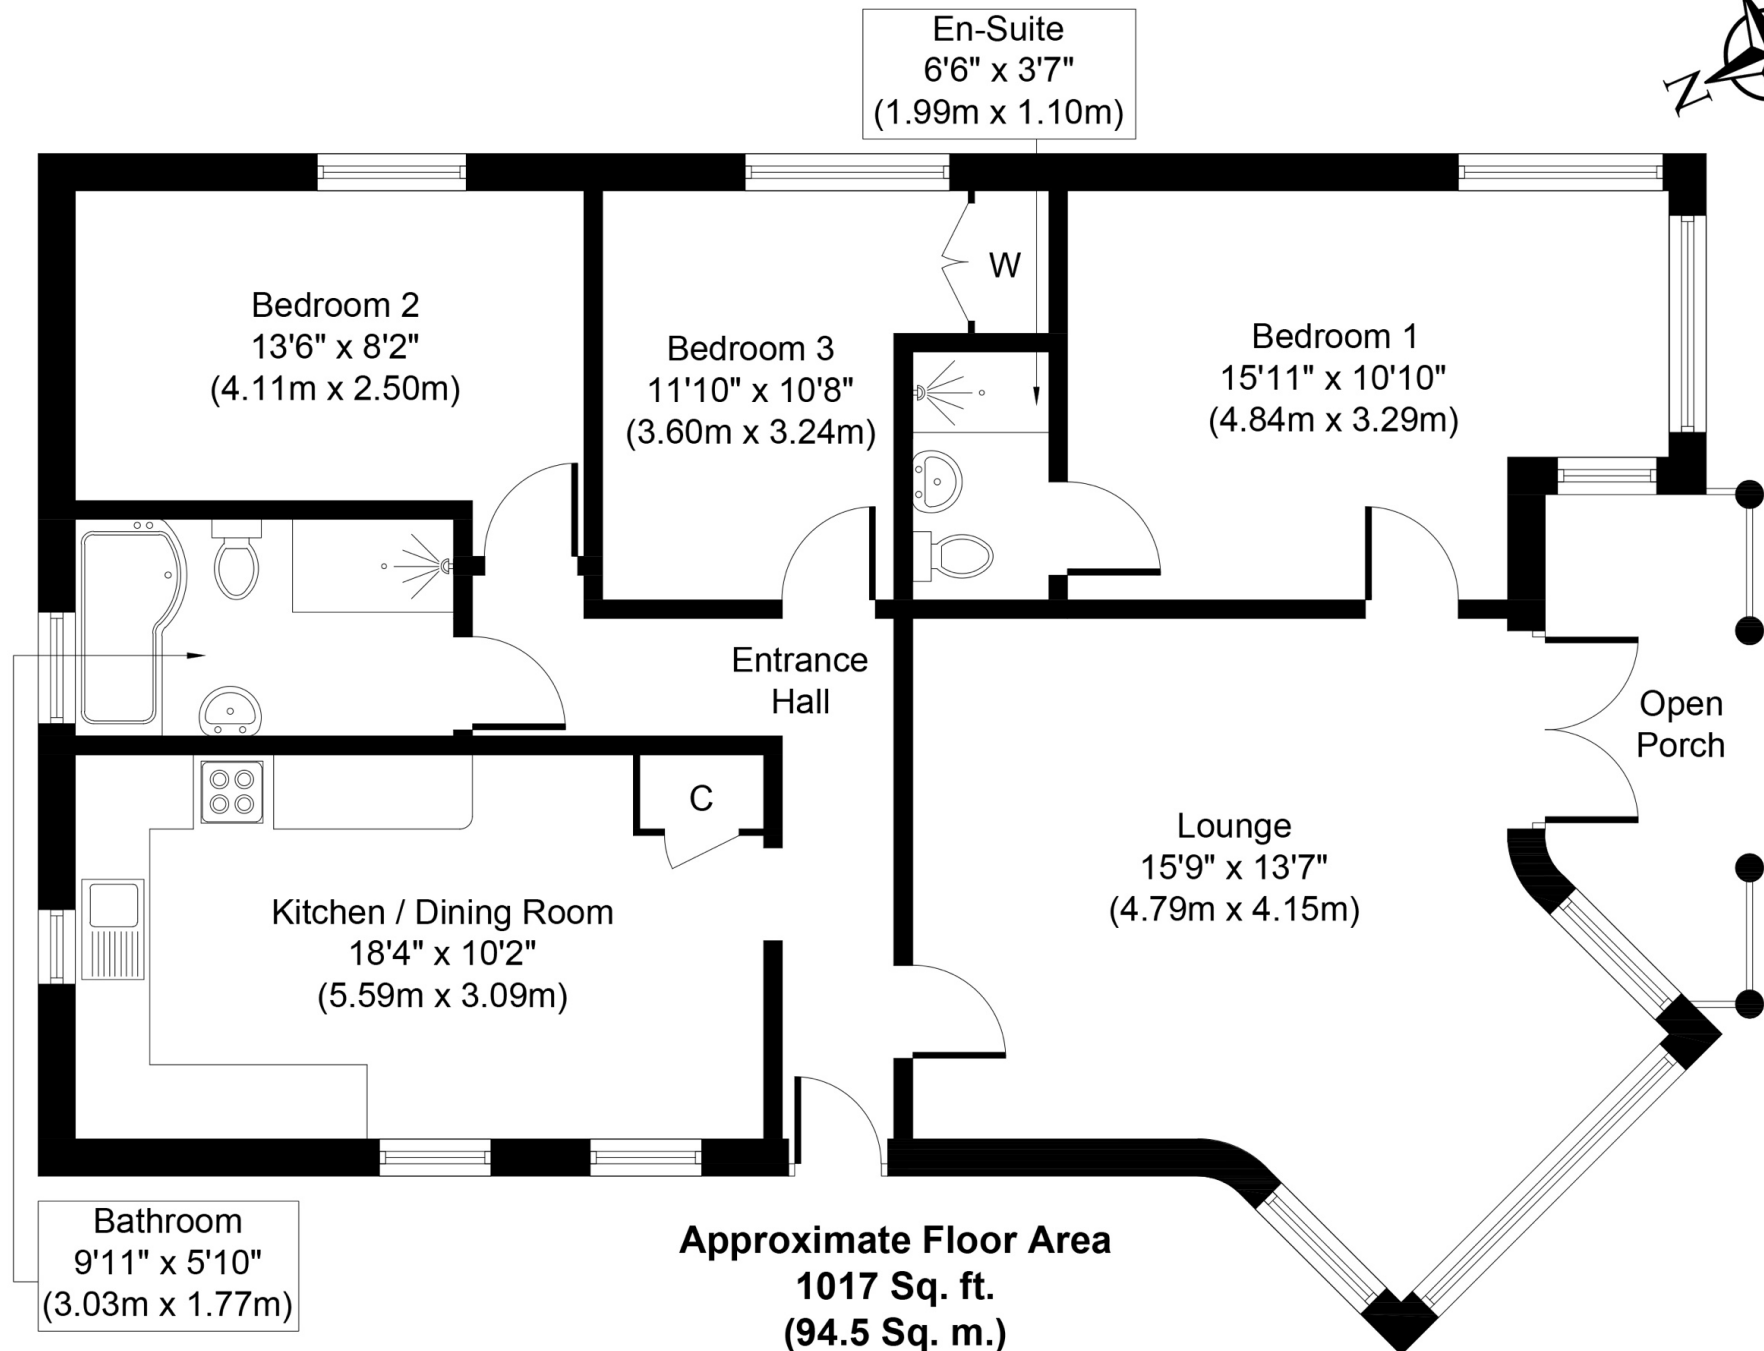 En-Suite
6'6" x 3'7"
(1.99m x 1.10m)
N
W
Bedroom 2
13'6" x 8'2"
(4.11m x 2.50m)
Bedroom 3
11'10" x 10'8"
(3.60m x 3.24m)
Bedroom 1
15'11" x 10'10"
(4.84m x 3.29m)
Entrance
Hall
Open
Porch
C
Lounge
15'9" x 13'7"
(4.79m x 4.15m)
Kitchen / Dining Room
18'4" x 10'2"
(5.59m x 3.09m)
Bathroom
9'11" x 5'10"
(3.03m x 1.77m)
Approximate Floor Area
1017 Sq. ft.
(94.5 Sq. m.)